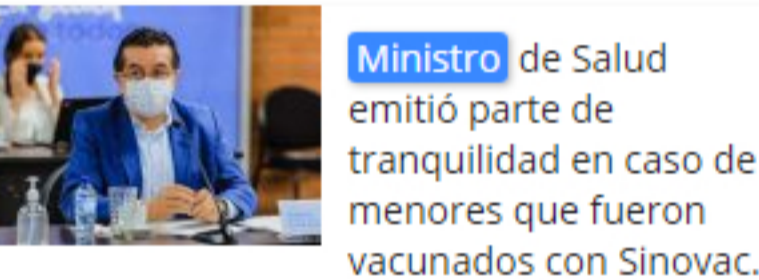 Ministro de Salud
emitió parte de
tranquilidad en caso de
menores que fueron
vacunados con Sinovac.